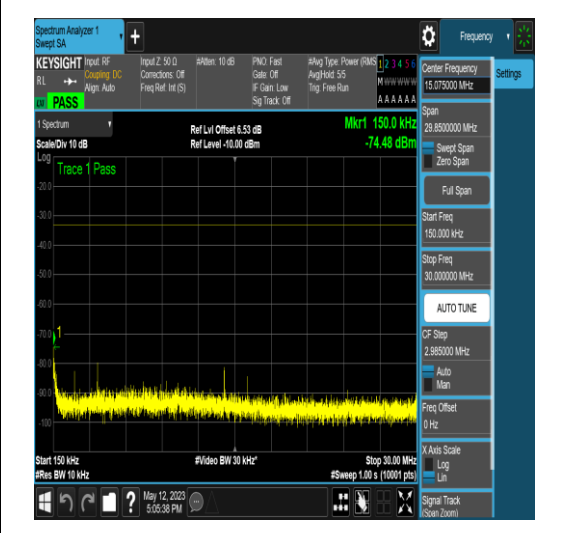 Spectrum Analyzer 1
Swept SA
Frequency
KEYSIGHT
RL
PASS
Input: RF
Coupling: DC
Align: Auto
Input Z: 50 Ω
Corrections: Off
Freq Ref: Int (S)
#Atten: 10 dB
PNO: Fast
Gate: Off
IF Gain: Low
Sig Track: Off
#Avg Type: Power (RMS
Avg|Hold: 5/5
Trig: Free Run
1 2 3 4 5 6
M W W W W W
A A A A A A
1 Spectrum
Scale/Div 10 dB
Ref Lvl Offset 6.53 dB
Ref Level -10.00 dBm
Mkr1 150.0 kHz
-74.48 dBm
Log
Trace 1 Pass
-20.0
-30.0
-40.0
-50.0
-60.0
-70.0
-80.0
-90.0
-100
1
Start 150 kHz
#Res BW 10 kHz
#Video BW 30 kHz*
Stop 30.00 MHz
#Sweep 1.00 s (10001 pts)
May 12, 2023
5:05:38 PM
Settings
Center Frequency
15.075000 MHz
Span
29.8500000 MHz
Swept Span
Zero Span
Full Span
Start Freq
150.000 kHz
Stop Freq
30.000000 MHz
AUTO TUNE
CF Step
2.985000 MHz
Auto
Man
Freq Offset
0 Hz
X Axis Scale
Log
Lin
Signal Track
(Span Zoom)